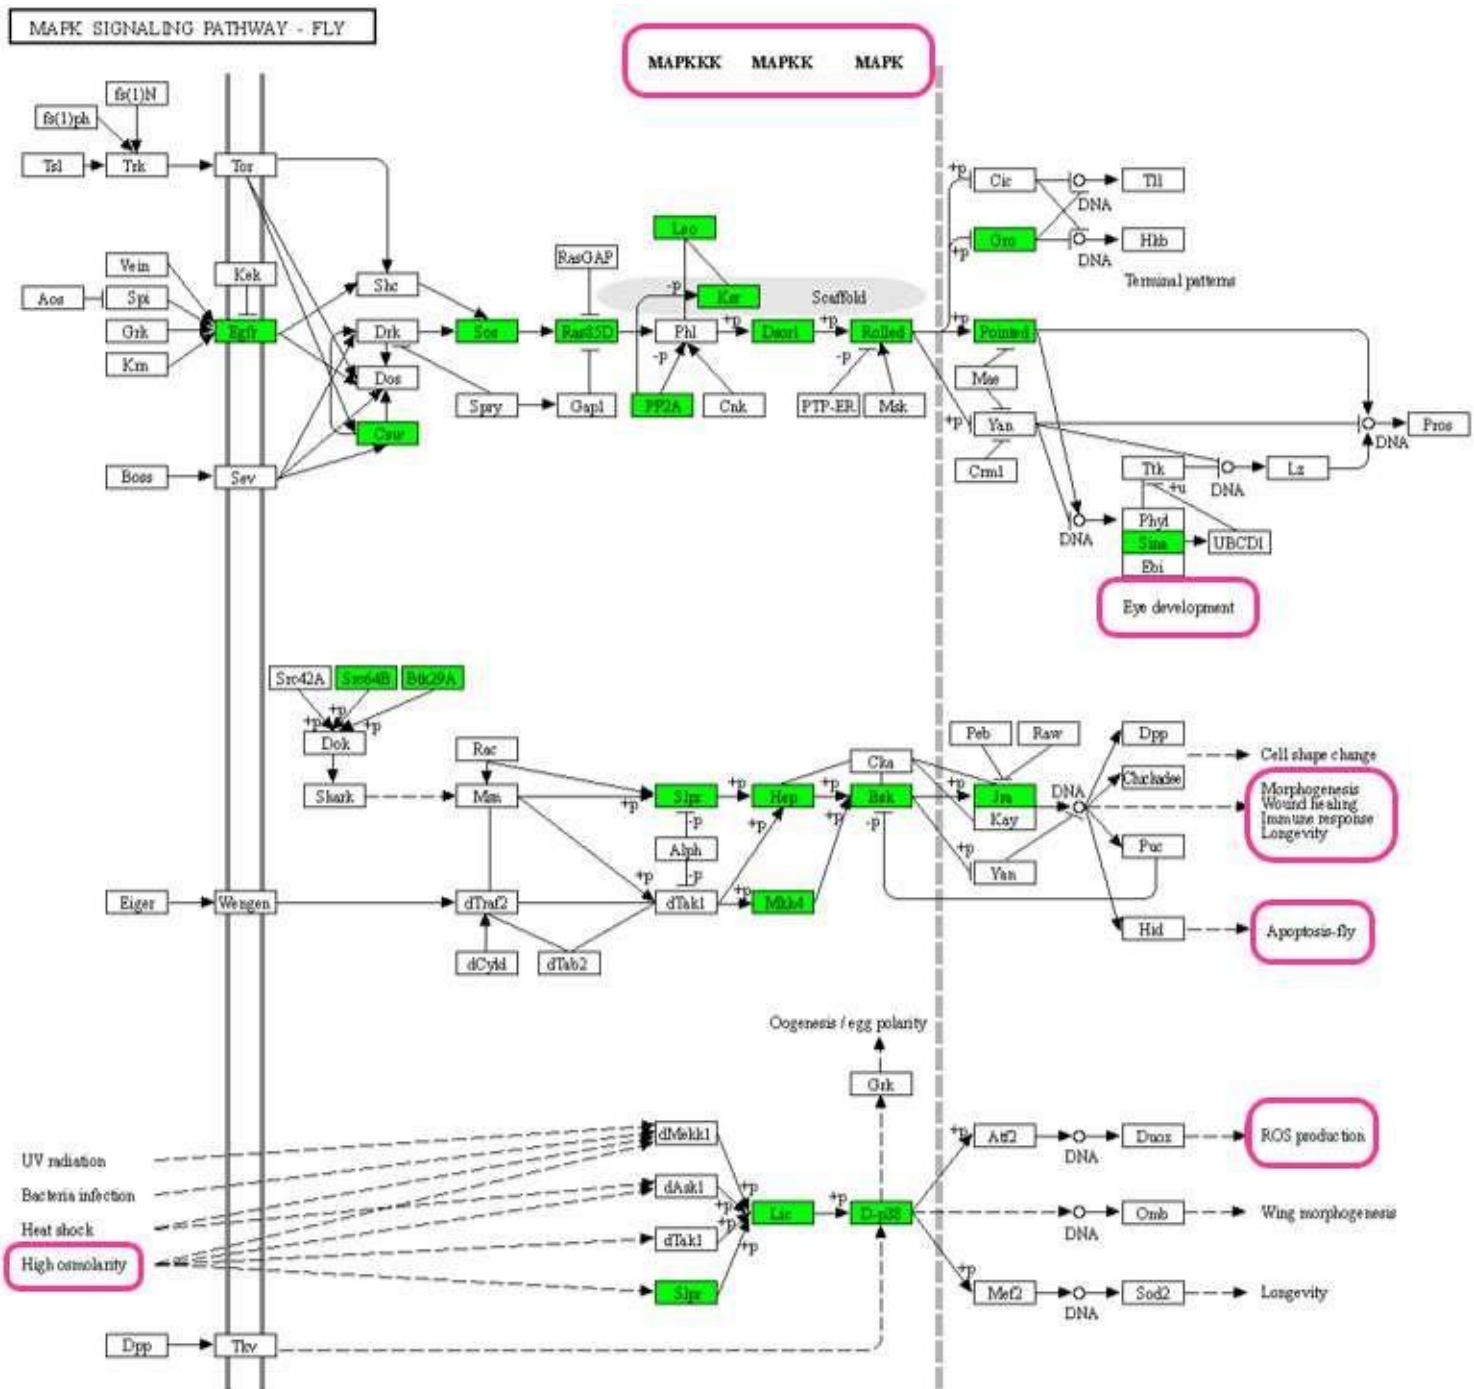 MAPK SIGNALING PATHWAY - FLY
MAPKKK MAPKK MAPK
fs(1)N
fs(1)ph
Tsl Trk Tor
Cic DNA Tll
Gro DNA Hkb
Terminal patterns
+p
+p
Leo
RasGAP
Vein
Kek
Shc
-p
Ksr Scaffold
Aos Spi
Grk Egfr Drk Sos Ras85D Phl +p Dsor1 +p Rolled +p Pointed
Krn
-p
-p
Dos
Mae
Spry Gap1 PP2A Cnk PTP-ER Msk
Csw
+p Yan DNA Pros
Boss Sev
Crm1
Ttk DNA Lz
+u
Phyl
DNA
Sina UBCD1
Ebi
Eye development
Src42A Src64B Btk29A
+p
+p
+p
Dok
Shark
Rac
Msn
+p
Slpr
+p
Hep
+p
Cka
Bsk
+p
Peb Raw
Jra
Kay
DNA
Dpp
Cell shape change
Chickadee
Morphogenesis
Wound healing
Immune response
Longevity
-p
Alph
-p
+p
+p
-p
+p
Yan
Puc
Eiger Wengen dTraf2 +p dTak1 +p Mkk4
dCyld dTab2
Hid Apoptosis-fly
Oogenesis / egg polarity
Grk
UV radiation
Bacteria infection
Heat shock
High osmolarity
dMekk1
dAsk1
dTak1
Slpr
+p
+p
+p
+p
Lic
+p
D-p38
+p
Atf2 DNA Duox ROS production
DNA Omb Wing morphogenesis
+p
Mef2 DNA Sod2 Longevity
Dpp Tkv